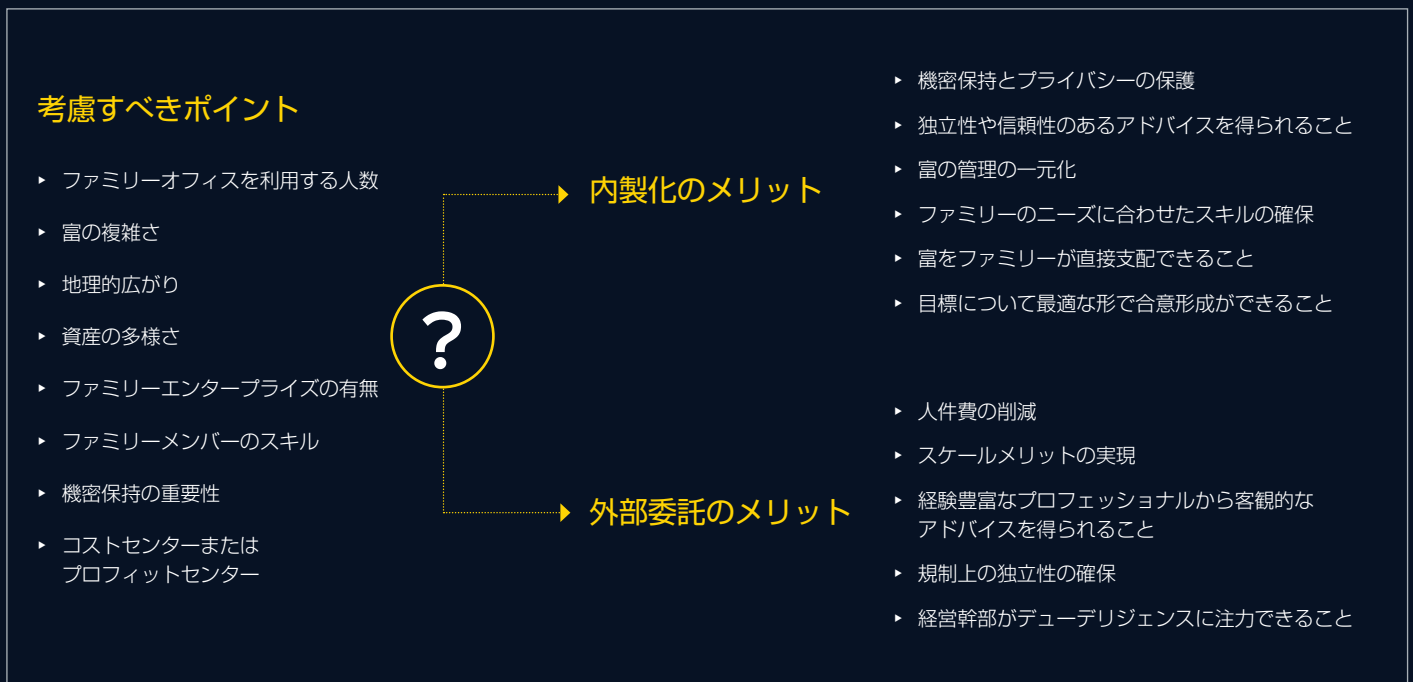 考慮すべきポイント
▸ ファミリーオフィスを利用する人数
▸ 富の複雑さ
▸ 地理的広がり
▸ 資産の多様さ
▸ ファミリーエンタープライズの有無
▸ ファミリーメンバーのスキル
▸ 機密保持の重要性
▸ コストセンターまたは
プロフィットセンター
?
内製化のメリット
▸ 機密保持とプライバシーの保護
▸ 独立性や信頼性のあるアドバイスを得られること
▸ 富の管理の一元化
▸ ファミリーのニーズに合わせたスキルの確保
▸ 富をファミリーが直接支配できること
▸ 目標について最適な形で合意形成ができること
外部委託のメリット
▸ 人件費の削減
▸ スケールメリットの実現
▸ 経験豊富なプロフェッショナルから客観的な
アドバイスを得られること
▸ 規制上の独立性の確保
▸ 経営幹部がデューデリジェンスに注力できること